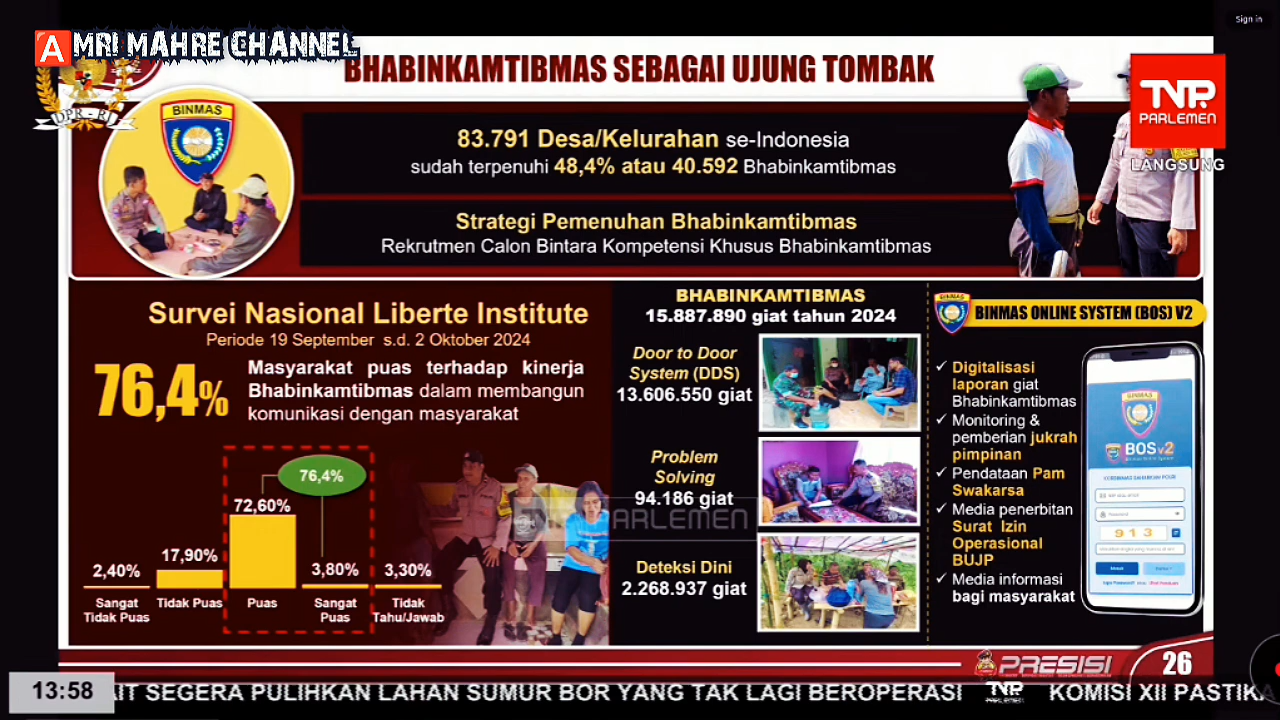 Sign in
A MRI MAHRE CHANNEL
DPR - RI
BHABINKAMTIBMAS SEBAGAI UJUNG TOMBAK
TVP.
PARLEMEN
LANGSUNG
BINMAS
83.791 Desa/Kelurahan se-Indonesia
sudah terpenuhi 48,4% atau 40.592 Bhabinkamtibmas
Strategi Pemenuhan Bhabinkamtibmas
Rekrutmen Calon Bintara Kompetensi Khusus Bhabinkamtibmas
Survei Nasional Liberte Institute
Periode 19 September s.d. 2 Oktober 2024
76,4%
Masyarakat puas terhadap kinerja
Bhabinkamtibmas dalam membangun
komunikasi dengan masyarakat
76,4%
2,40%
17,90%
72,60%
3,80%
3,30%
Sangat
Tidak Puas
Tidak Puas
Puas
Sangat
Puas
Tidak
Tahu/Jawab
BHABINKAMTIBMAS
15.887.890 giat tahun 2024
Door to Door
System (DDS)
13.606.550 giat
Problem
Solving
94.186 giat
PARLEMEN
Deteksi Dini
2.268.937 giat
BINMAS
BINMAS ONLINE SYSTEM (BOS) V2
✓ Digitalisasi
laporan giat
Bhabinkamtibmas
✓ Monitoring &
pemberian jukrah
pimpinan
✓ Pendataan Pam
Swakarsa
✓ Media penerbitan
Surat Izin
Operasional
BUJP
✓ Media informasi
bagi masyarakat
BINMAS
BOS v2
913
PRESISI
26
13:58
AIT SEGERA PULIHKAN LAHAN SUMUR BOR YANG TAK LAGI BEROPERASI
TVP
PARLEMEN
KOMISI XII PASTIKA